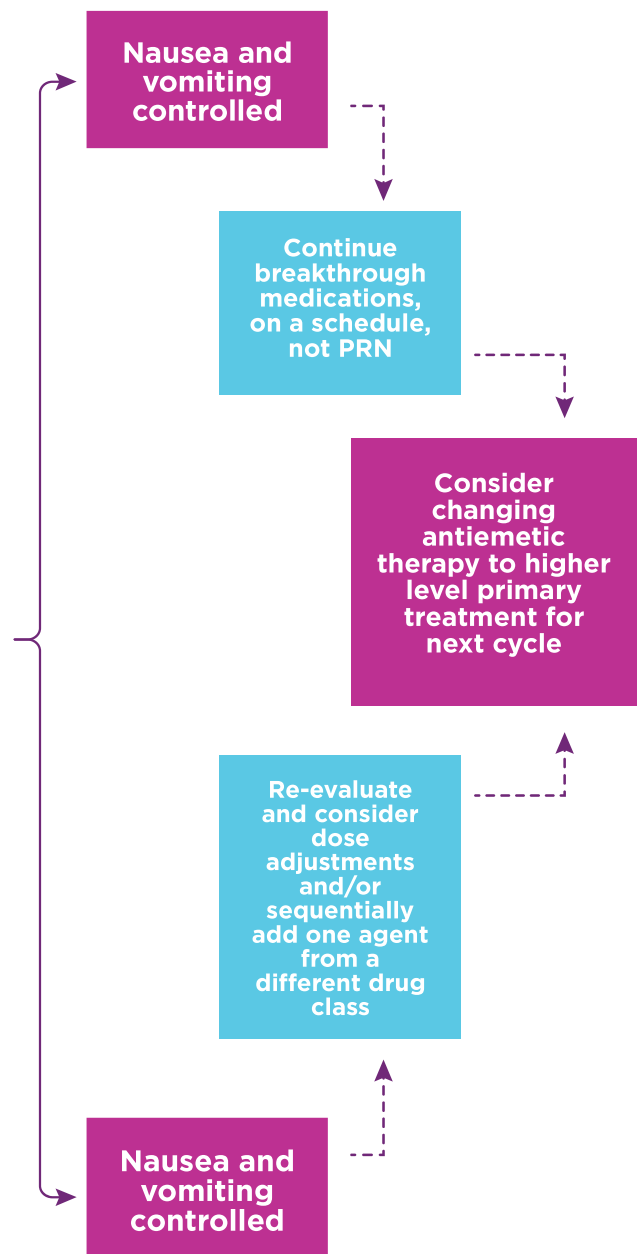 Nausea and
vomiting
controlled
Continue
breakthrough
medications,
on a schedule,
not PRN
Consider
changing
antiemetic
therapy to higher
level primary
treatment for
next cycle
Re-evaluate
and consider
dose
adjustments
and/or
sequentially
add one agent
from a
different drug
class
Nausea and
vomiting
controlled